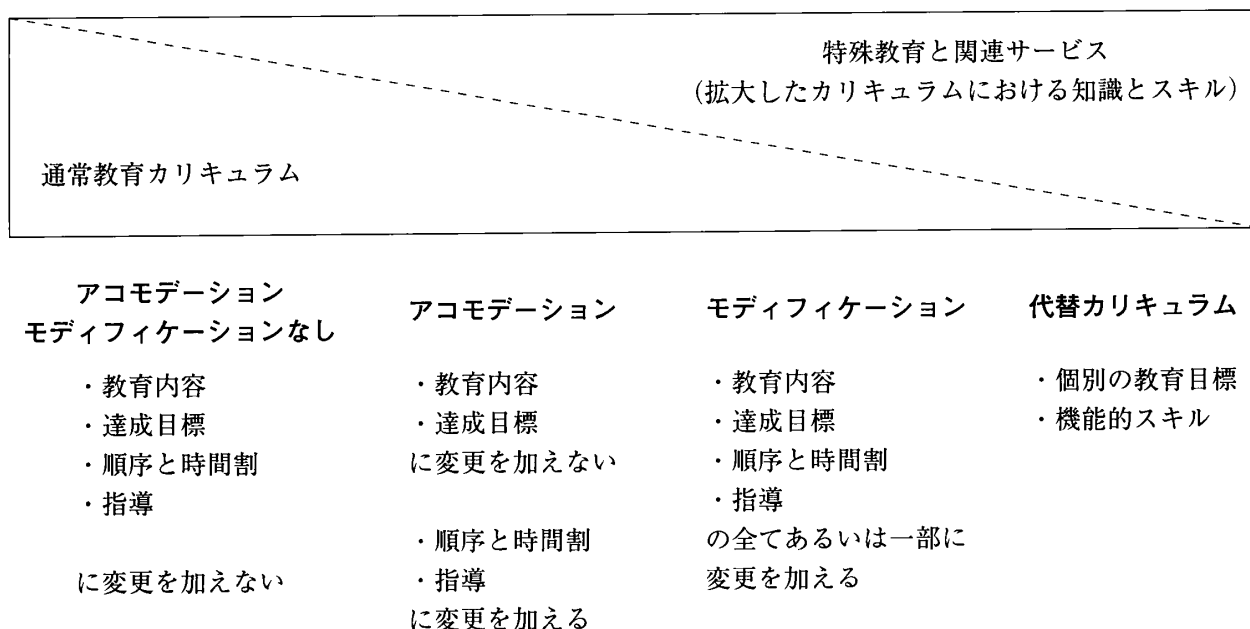 特殊教育と関連サービス
(拡大したカリキュラムにおける知識とスキル)
通常教育カリキュラム
アコモデーション
モディフィケーションなし
・教育内容
・達成目標
・順序と時間割
・指導
に変更を加えない
アコモデーション
・教育内容
・達成目標
に変更を加えない
・順序と時間割
・指導
に変更を加える
モディフィケーション
・教育内容
・達成目標
・順序と時間割
・指導
の全てあるいは一部に
変更を加える
代替カリキュラム
・個別の教育目標
・機能的スキル